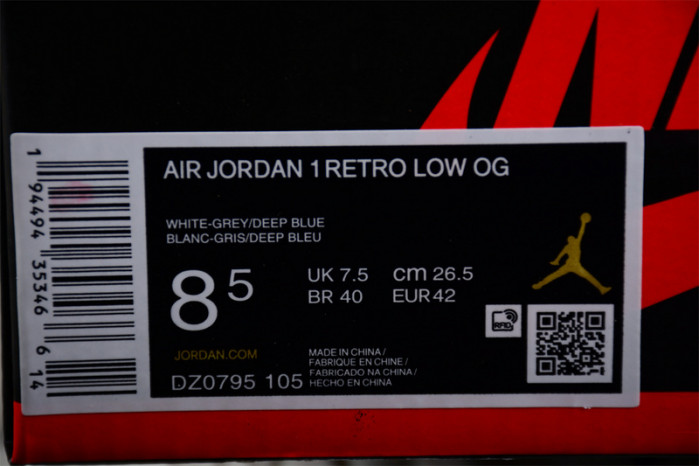 AIR JORDAN 1 RETRO LOW OG
WHITE-GREY/DEEP BLUE
BLANC-GRIS/DEEP BLEU
8 5
UK 7.5 cm 26.5
BR 40 EUR 42
JORDAN.COM
DZ0795 105
MADE IN CHINA /
FABRIQUE EN CHINE /
FABRICADO NA CHINA /
HECHO EN CHINA
RFID
1 94494 35346 6 14